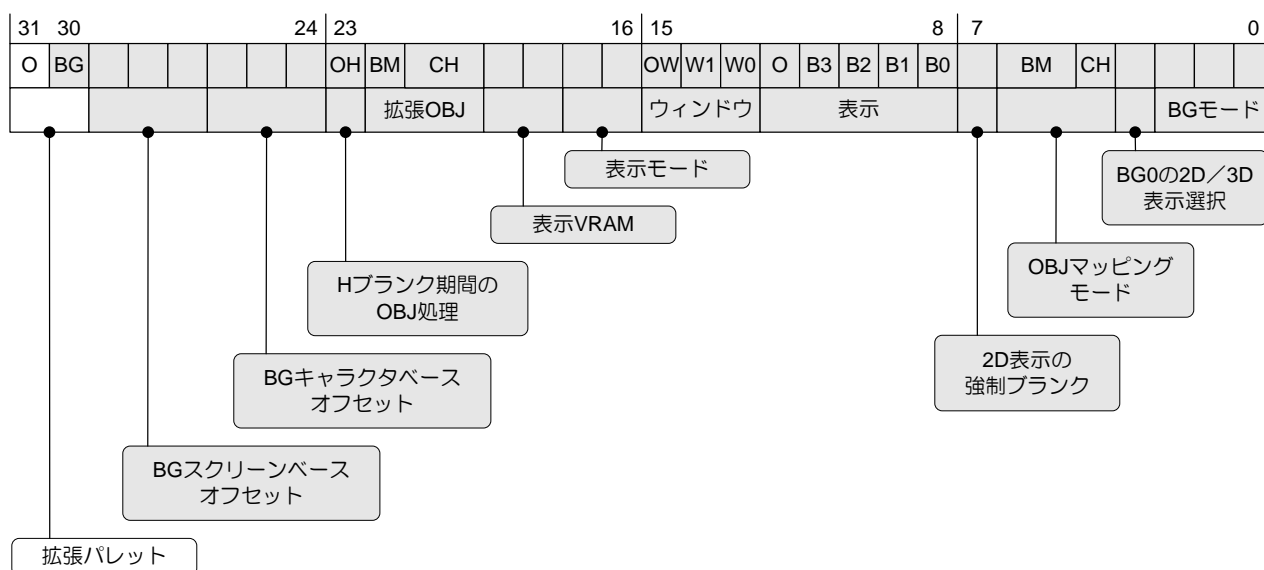 31 30 24 23 16 15 8 7 0
O BG OH BM CH OW W1 W0 O B3 B2 B1 B0 BM CH
拡張OBJ ウィンドウ 表示 BGモード
表示モード
BG0の2D／3D
表示選択
表示VRAM
OBJマッピング
モード
Hブランク期間の
OBJ処理
2D表示の
強制ブランク
BGキャラクタベース
オフセット
BGスクリーンベース
オフセット
拡張パレット